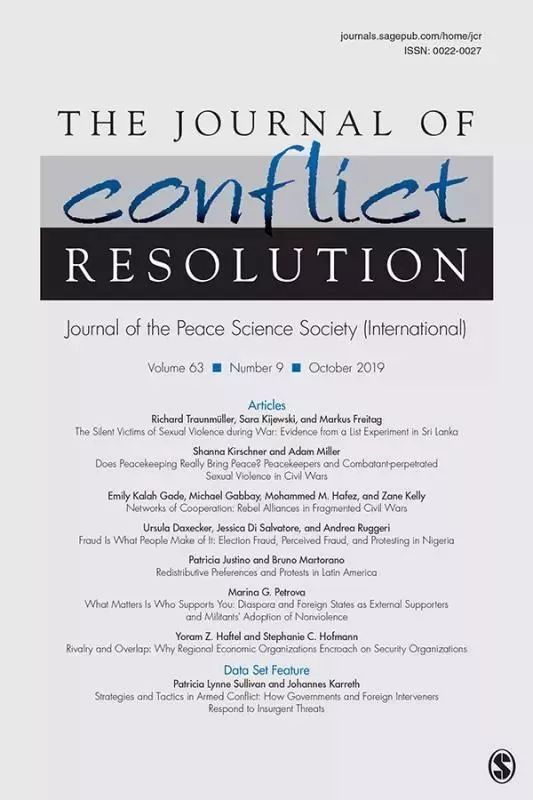 journals.sagepub.com/home/jcr
ISSN: 0022-0027
THE JOURNAL OF
conflict
RESOLUTION
Journal of the Peace Science Society (International)
Volume 63 ■ Number 9 ■ October 2019
Articles
Richard Traunmüller, Sara Kijewski, and Markus Freitag
The Silent Victims of Sexual Violence during War: Evidence from a List Experiment in Sri Lanka
Shanna Kirschner and Adam Miller
Does Peacekeeping Really Bring Peace? Peacekeepers and Combatant-perpetrated
Sexual Violence in Civil Wars
Emily Kalah Gade, Michael Gabbay, Mohammed M. Hafez, and Zane Kelly
Networks of Cooperation: Rebel Alliances in Fragmented Civil Wars
Ursula Daxecker, Jessica Di Salvatore, and Andrea Ruggeri
Fraud Is What People Make of It: Election Fraud, Perceived Fraud, and Protesting in Nigeria
Patricia Justino and Bruno Martorano
Redistributive Preferences and Protests in Latin America
Marina G. Petrova
What Matters Is Who Supports You: Diaspora and Foreign States as External Supporters
and Militants' Adoption of Nonviolence
Yoram Z. Haftel and Stephanie C. Hofmann
Rivalry and Overlap: Why Regional Economic Organizations Encroach on Security Organizations
Data Set Feature
Patricia Lynne Sullivan and Johannes Karreth
Strategies and Tactics in Armed Conflict: How Governments and Foreign Interveners
Respond to Insurgent Threats
S